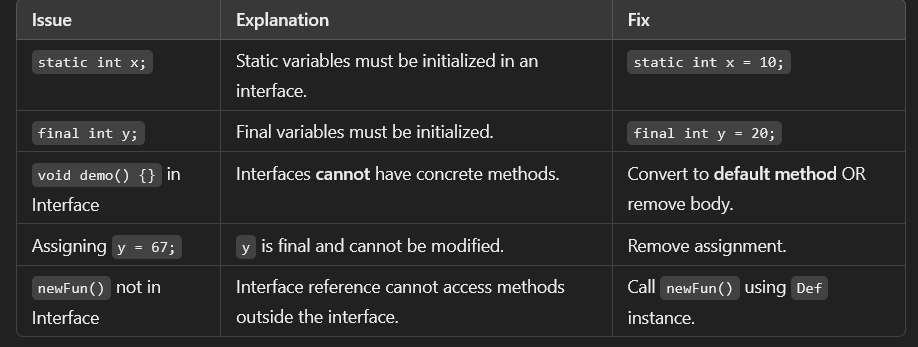 Issue Explanation Fix
static int x; Static variables must be initialized in an static int x = 10;
interface.
final int y; Final variables must be initialized. final int y = 20;
void demo() {} in Interfaces cannot have concrete methods. Convert to default method OR
Interface remove body.
Assigning y = 67; y is final and cannot be modified. Remove assignment.
newFun() not in Interface reference cannot access methods Call newFun() using Def
Interface outside the interface. instance.